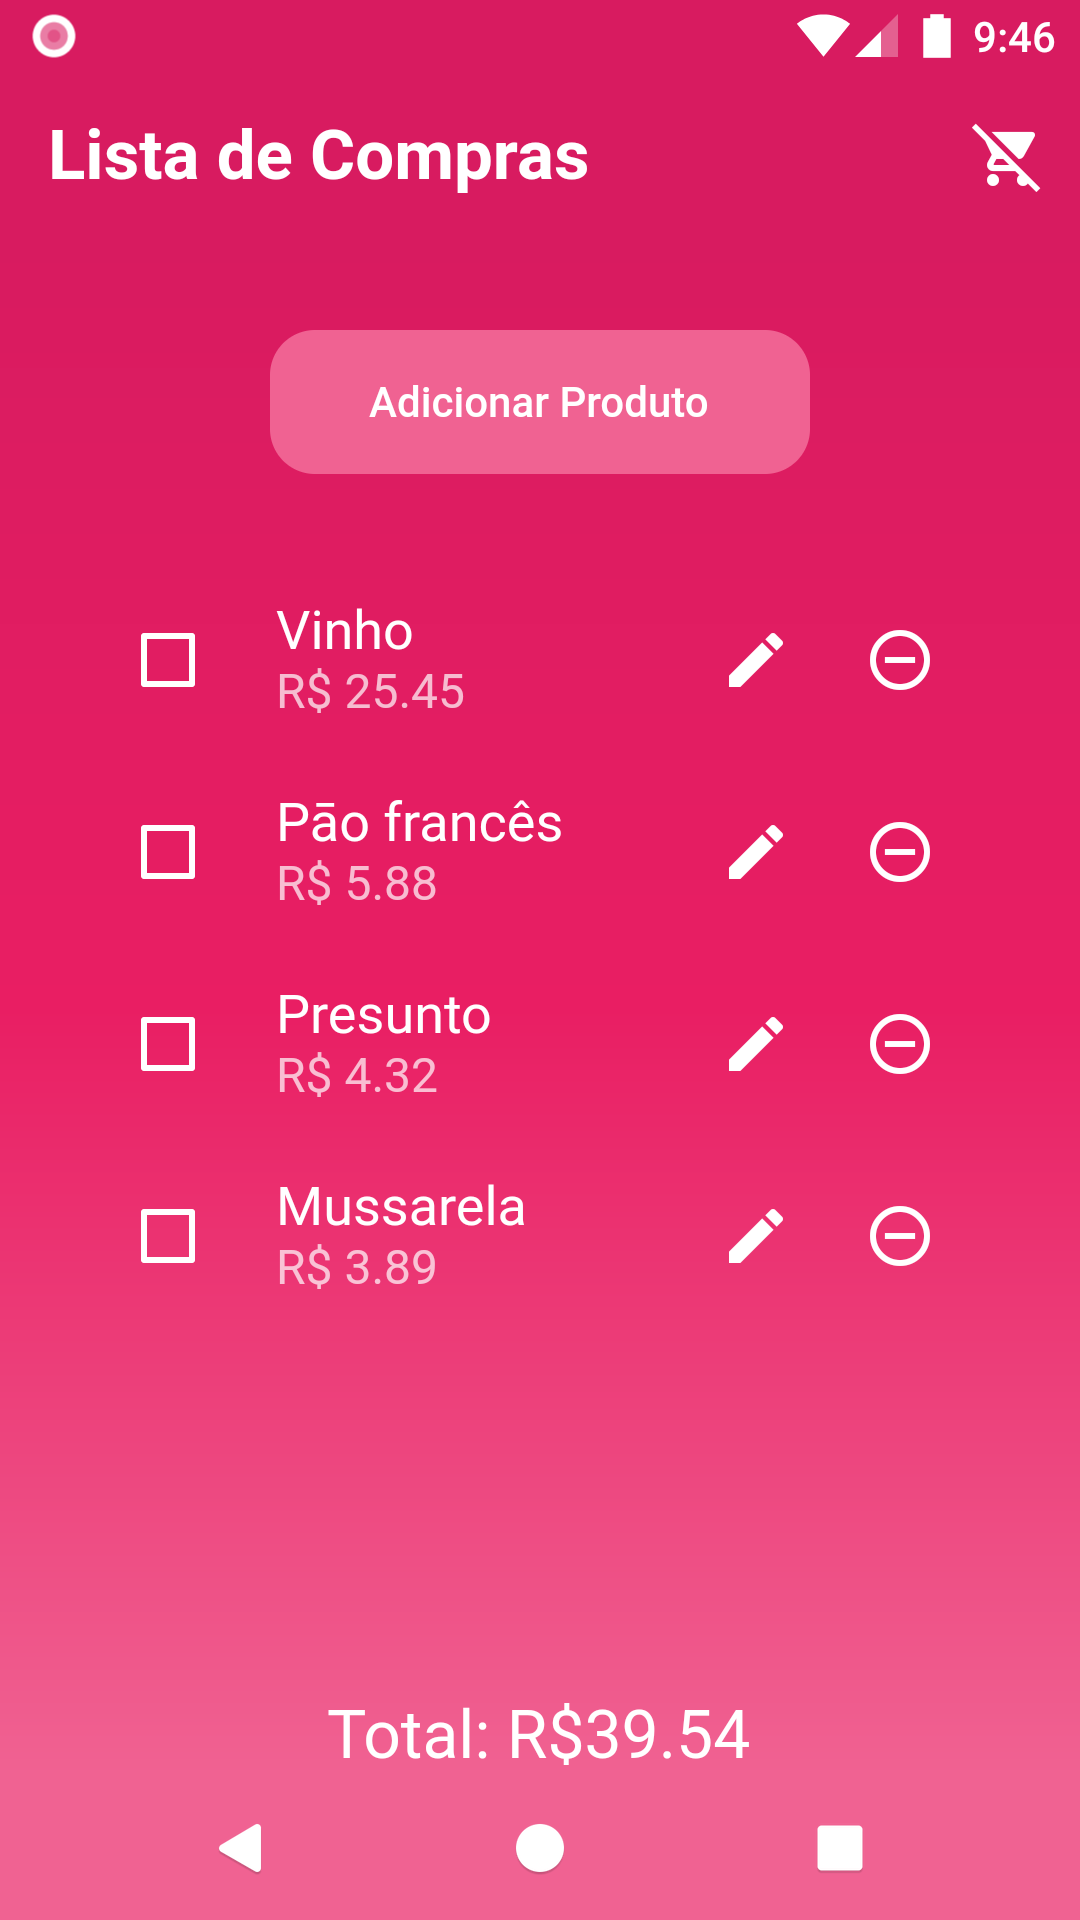 9:46
Lista de Compras
Adicionar Produto
Vinho
R$ 25.45
Pāo francês
R$ 5.88
Presunto
R$ 4.32
Mussarela
R$ 3.89
Total: R$39.54